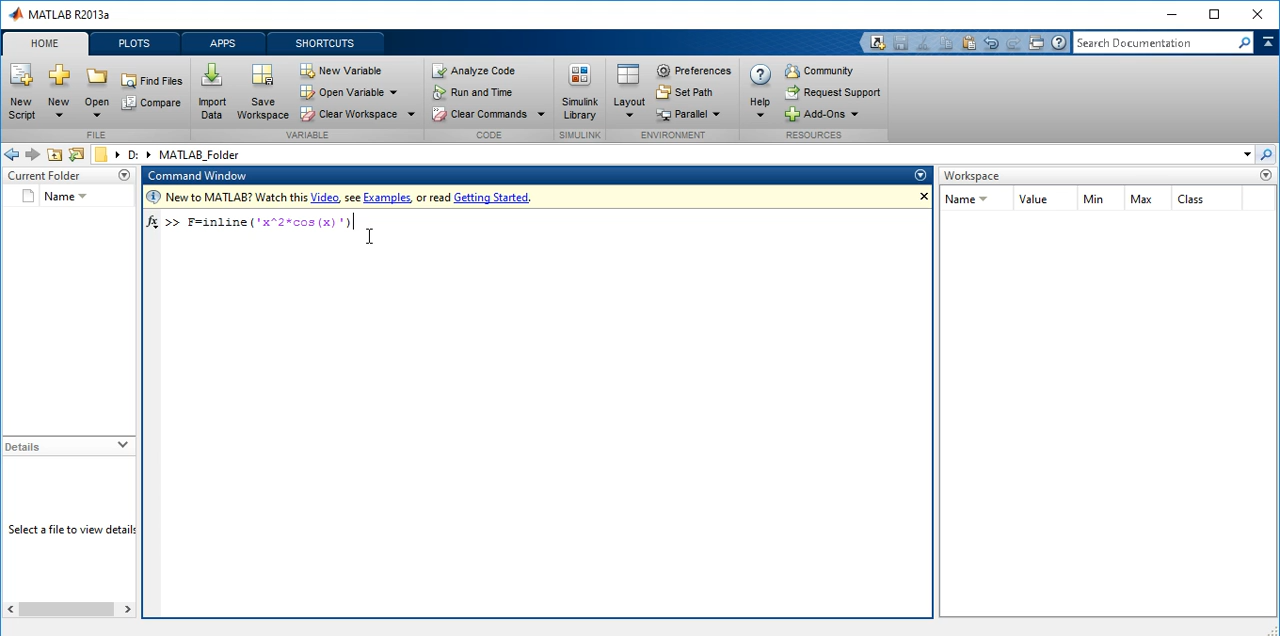 MATLAB R2013a
HOME PLOTS APPS SHORTCUTS Search Documentation
New Script New Open Find Files Compare
Import Data Save Workspace New Variable Open Variable Clear Workspace
Analyze Code Run and Time Clear Commands
Simulink Library Layout Preferences Set Path Parallel
Help Community Request Support Add-Ons
FILE VARIABLE CODE SIMULINK ENVIRONMENT RESOURCES
D: MATLAB_Folder
Current Folder Command Window Workspace
Name New to MATLAB? Watch this Video, see Examples, or read Getting Started. Name Value Min Max Class
fx >> F=inline('x^2*cos(x)')
Details
Select a file to view details